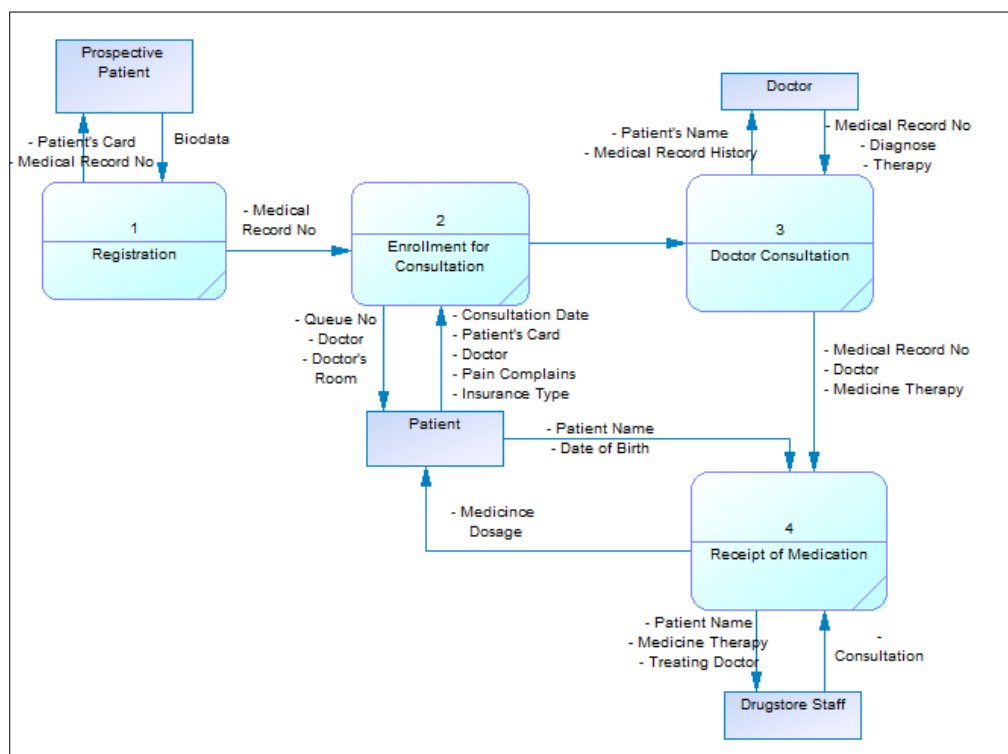 Prospective
Patient
Doctor
- Patient's Card
- Medical Record No
Biodata
- Patient's Name
- Medical Record History
- Medical Record No
- Diagnose
- Therapy
1
Registration
- Medical
Record No
2
Enrollment for
Consultation
3
Doctor Consultation
- Queue No
- Doctor
- Doctor's
Room
- Consultation Date
- Patient's Card
- Doctor
- Pain Complains
- Insurance Type
- Medical Record No
- Doctor
- Medicine Therapy
Patient
- Patient Name
- Date of Birth
- Medicince
Dosage
4
Receipt of Medication
- Patient Name
- Medicine Therapy
- Treating Doctor
-
Consultation
Drugstore Staff